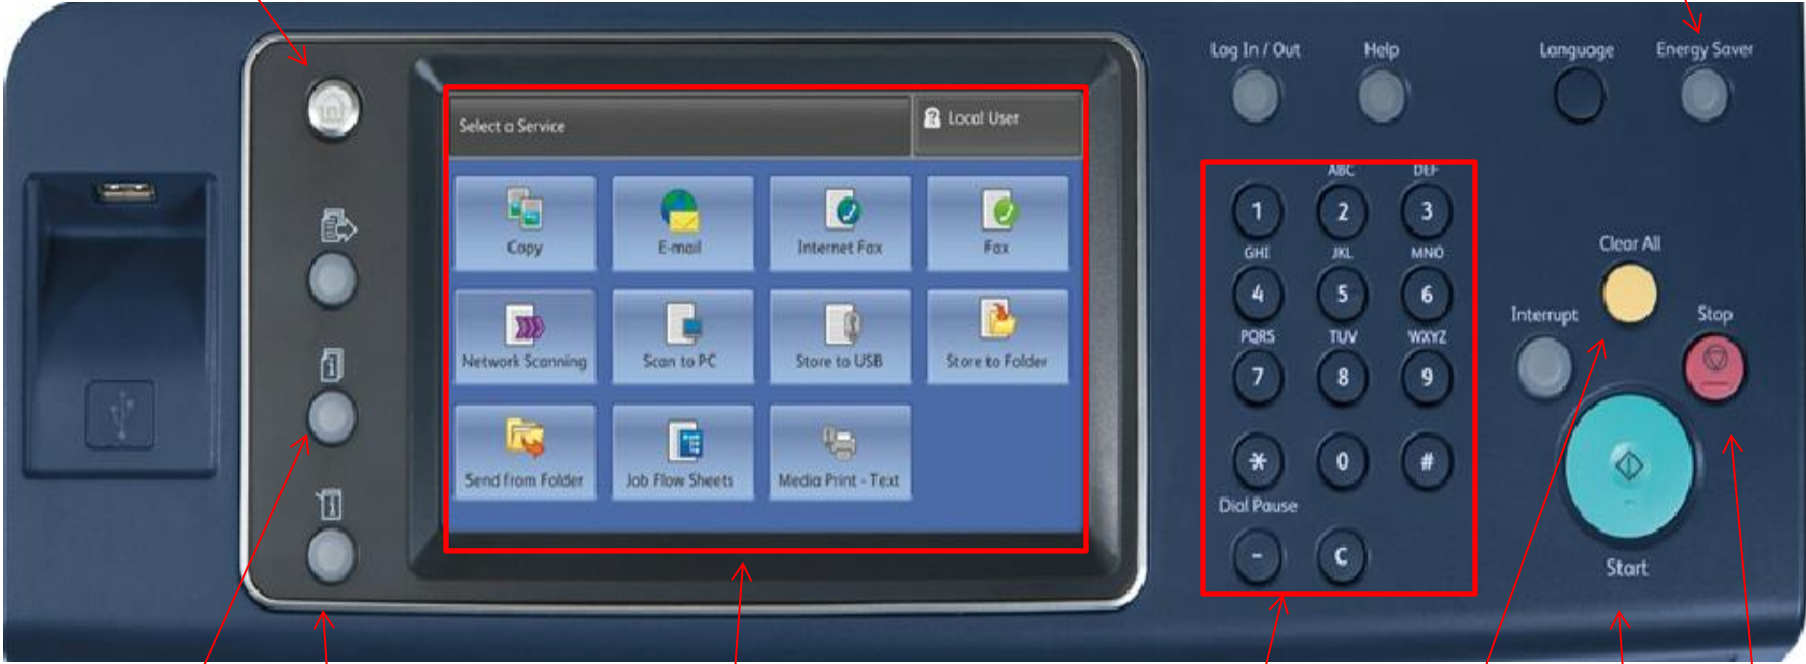 Log In / Out
Help
Language
Energy Saver
Select a Service
Local User
Copy
E-mail
Internet Fax
Fax
Network Scanning
Scan to PC
Store to USB
Store to Folder
Send from Folder
Job Flow Sheets
Media Print - Text
ABC
DEF
1
2
3
GHI
JKL
MNO
4
5
6
PQRS
TUV
WXYZ
7
8
9
*
0
#
Dial Pause
-
C
Clear All
Interrupt
Stop
Start